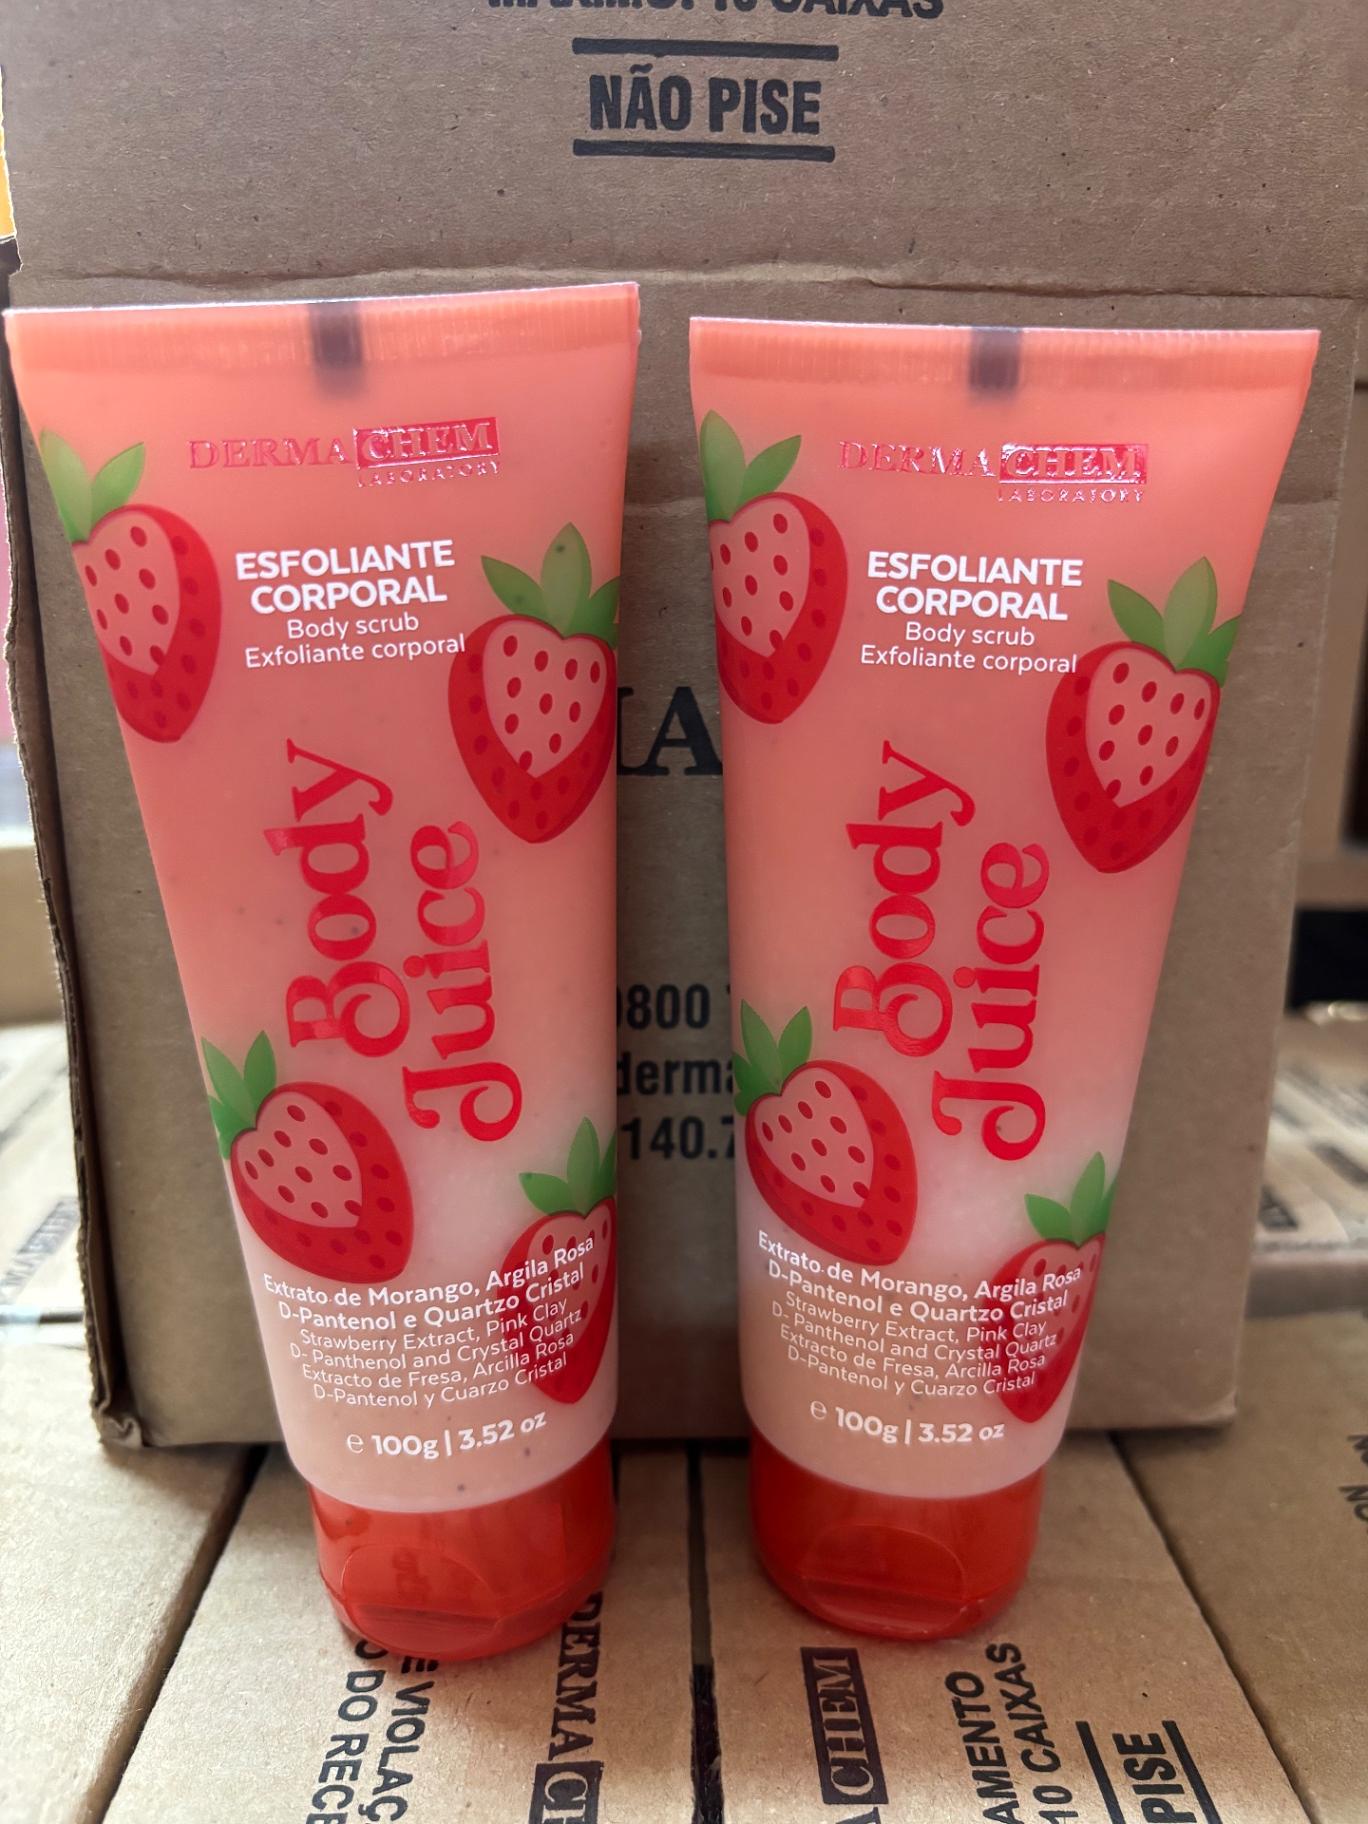 10 CAIXAS
NÃO PISE
DERMA CHEM
LABORATORY
ESFOLIANTE
CORPORAL
Body scrub
Exfoliante corporal
Body
Juice
Extrato de Morango, Argila Rosa
D-Pantenol e Quartzo Cristal
Strawberry Extract, Pink Clay
D- Panthenol and Crystal Quartz
Extracto de Fresa, Arcilla Rosa
D-Pantenol y Cuarzo Cristal
℮ 100g | 3.52 oz
DERMA CHEM
LABORATORY
ESFOLIANTE
CORPORAL
Body scrub
Exfoliante corporal
Body
Juice
Extrato de Morango, Argila Rosa
D-Pantenol e Quartzo Cristal
Strawberry Extract, Pink Clay
D- Panthenol and Crystal Quartz
Extracto de Fresa, Arcilla Rosa
D-Pantenol y Cuarzo Cristal
℮ 100g | 3.52 oz
0800
derma
140.7
DERMA
CHEM
10 CAIXAS
PISE